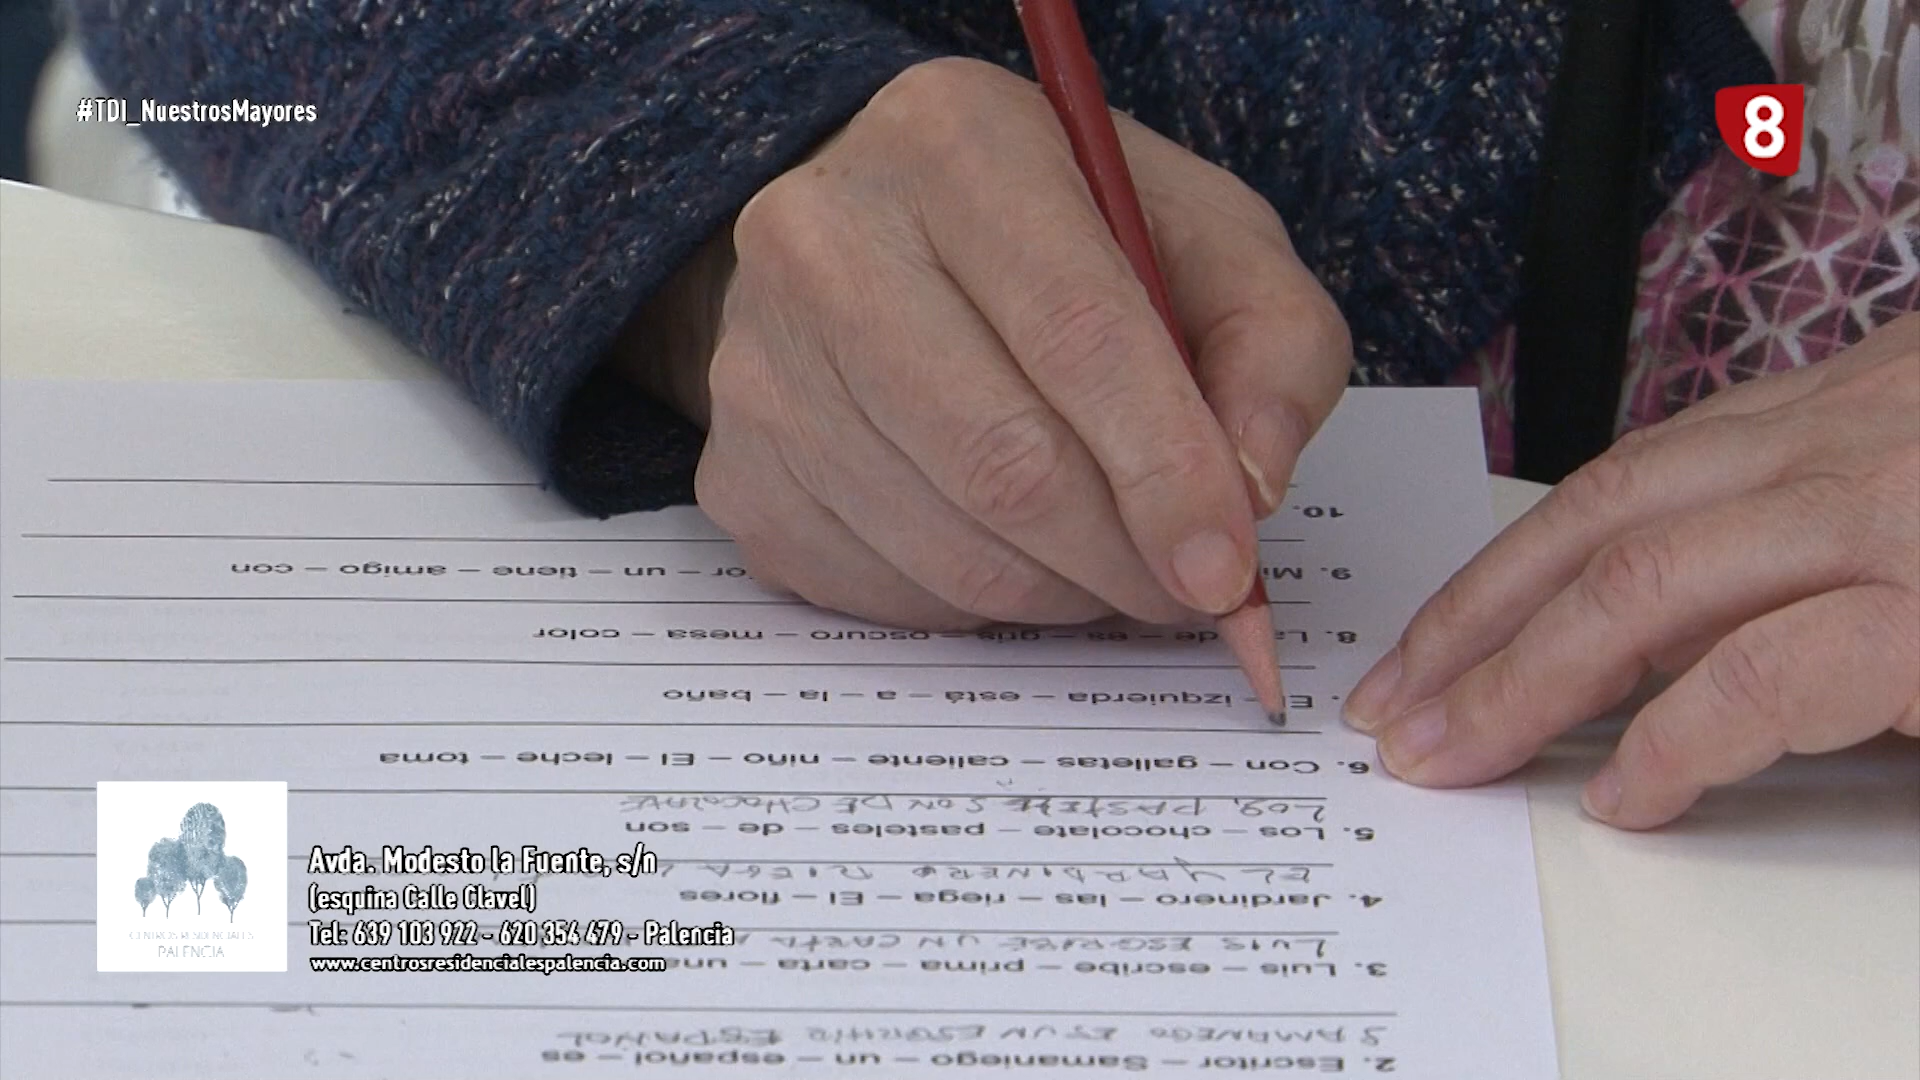 #TDI_NuestrosMayores
8
10.
9. Mi – un – tiene – amigo – con
8. La – de – es – gris – oscuro – mesa – color
El – izquierda – está – a – la – baño
6. Con – galletas – caliente – niño – El – leche – toma
LOS PASTELES SON DE CHOCOLATE
5. Los – chocolate – pasteles – de – son
EL JARDINERO RIEGA
4. Jardinero – las – riega – El – flores
LUIS ESCRIBE UN CARTA
3. Luis – escribe – prima – carta – una
SAMANIEGO ES UN ESCRITOR ESPAÑOL
2. Escritor – Samaniego – un – español – es
CENTROS RESIDENCIALES
PALENCIA
Avda. Modesto la Fuente, s/n
(esquina Calle Clavel)
Tel: 639 103 922 - 620 356 479 - Palencia
www.centrosresidencialespalencia.com